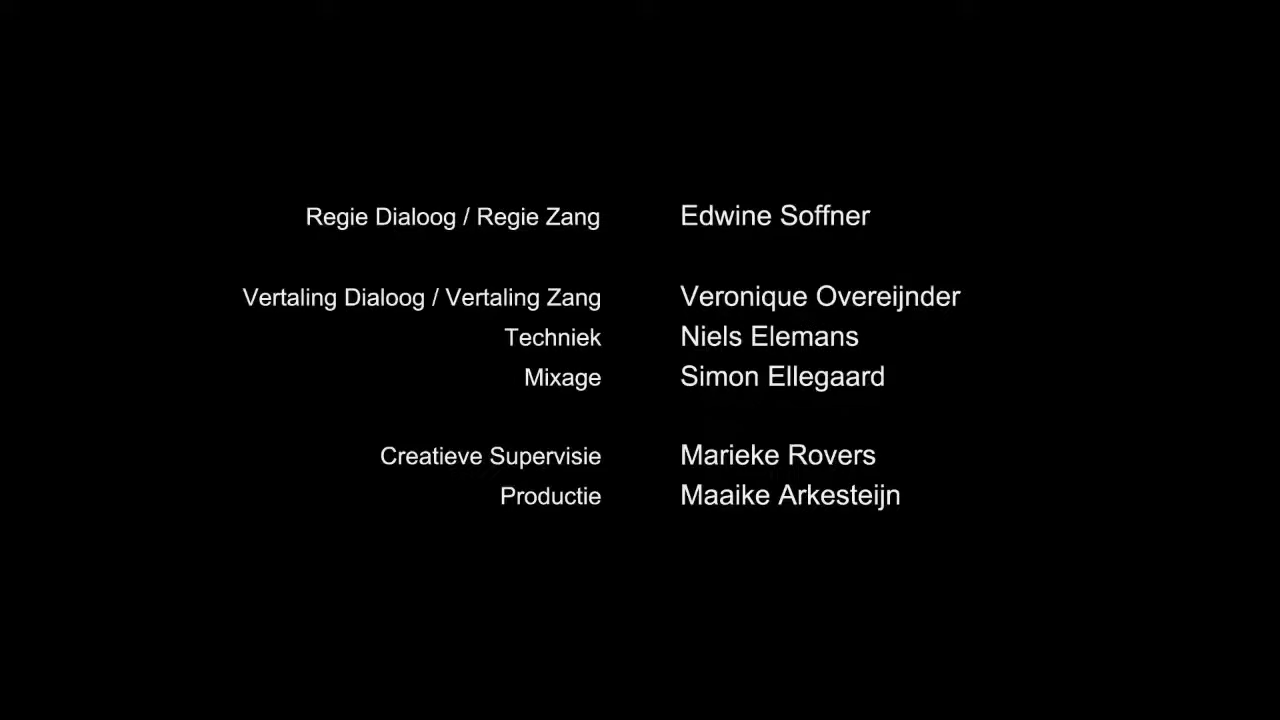 Regie Dialoog / Regie Zang Edwine Soffner
Vertaling Dialoog / Vertaling Zang Veronique Overeijnder
Techniek Niels Elemans
Mixage Simon Ellegaard
Creatieve Supervisie Marieke Rovers
Productie Maaike Arkesteijn